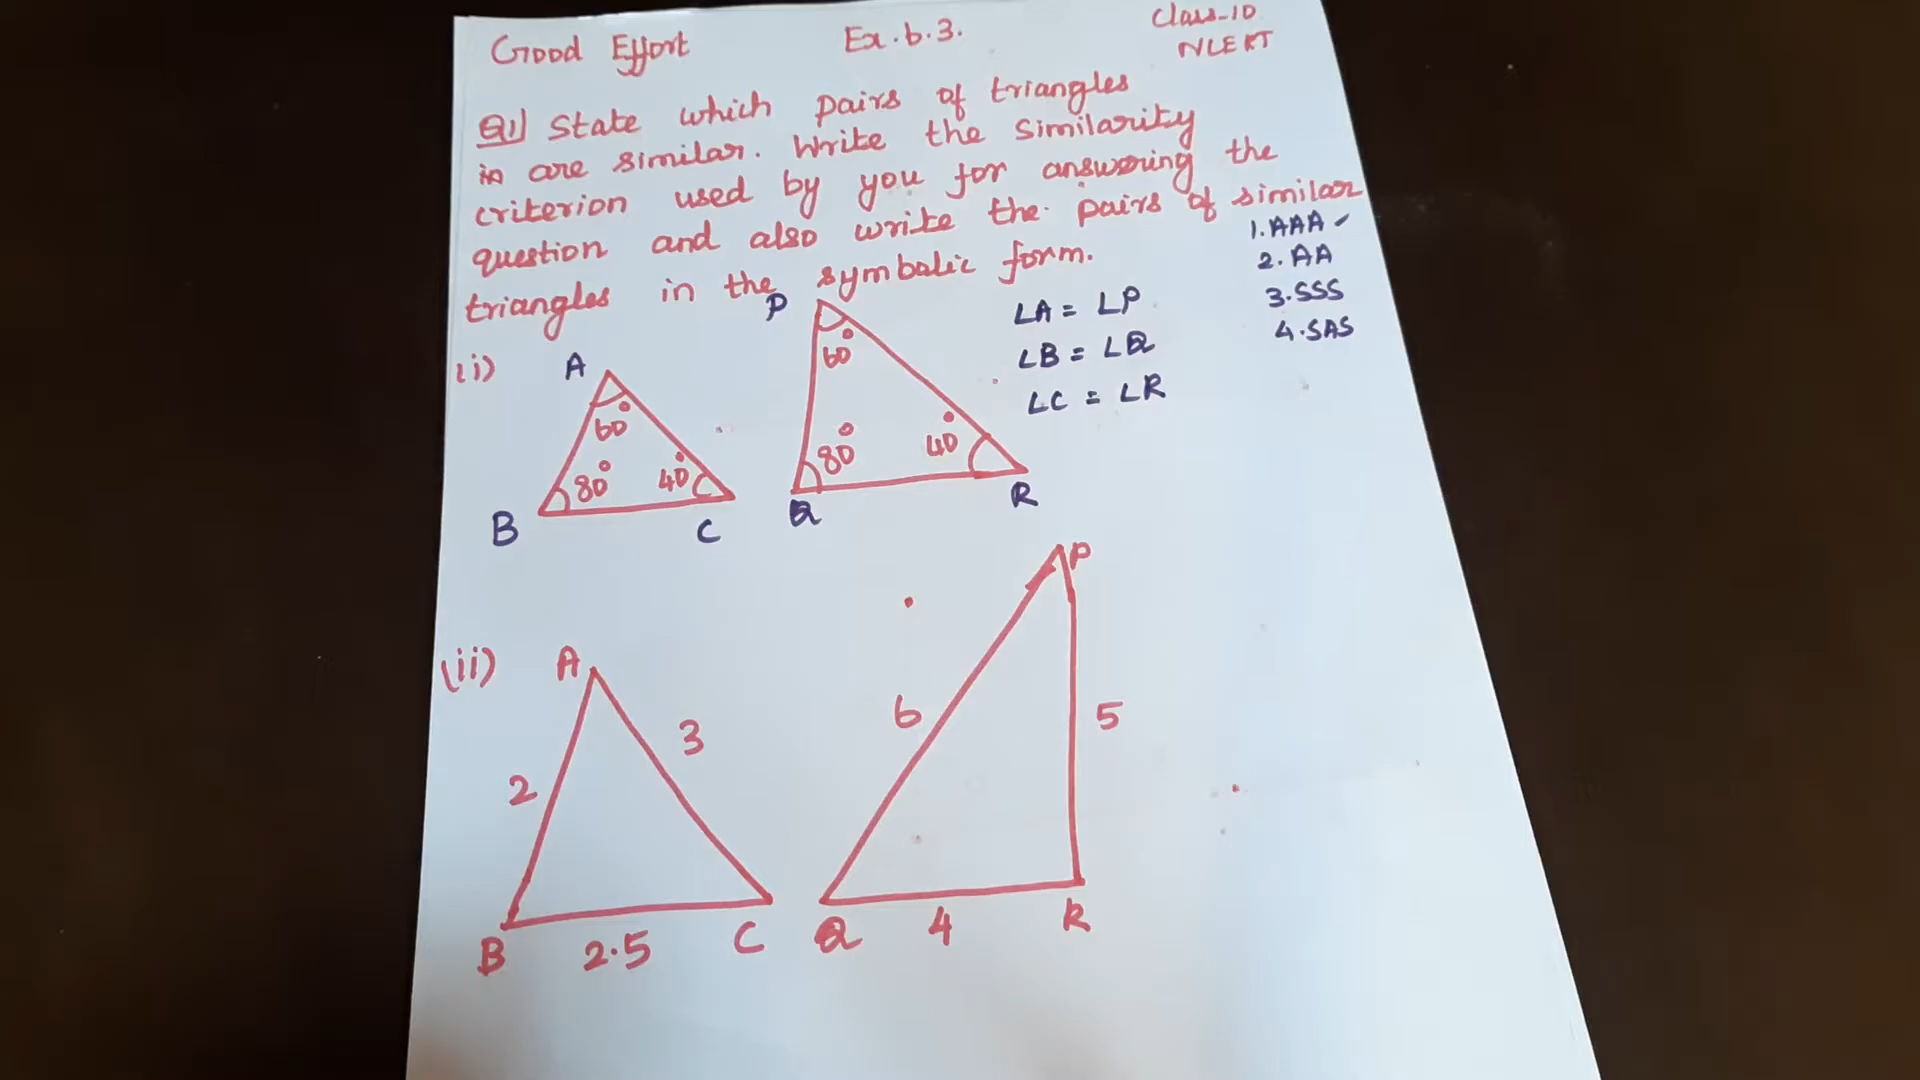 Good Effort Ex.6.3. Class-10
NCERT
Q1) State which pairs of triangles
in are similar. Write the similarity
criterion used by you for answering the
question and also write the pairs of similar
triangles in the symbolic form.
1.AAA ✓
2.AA
3.SSS
4.SAS
∠A = ∠P
∠B = ∠Q
∠C = ∠R
(i)
A
60°
B 80° 40° C
P
60°
Q 80° 40° R
(ii)
A
2 3
B 2.5 C
P
6 5
Q 4 R